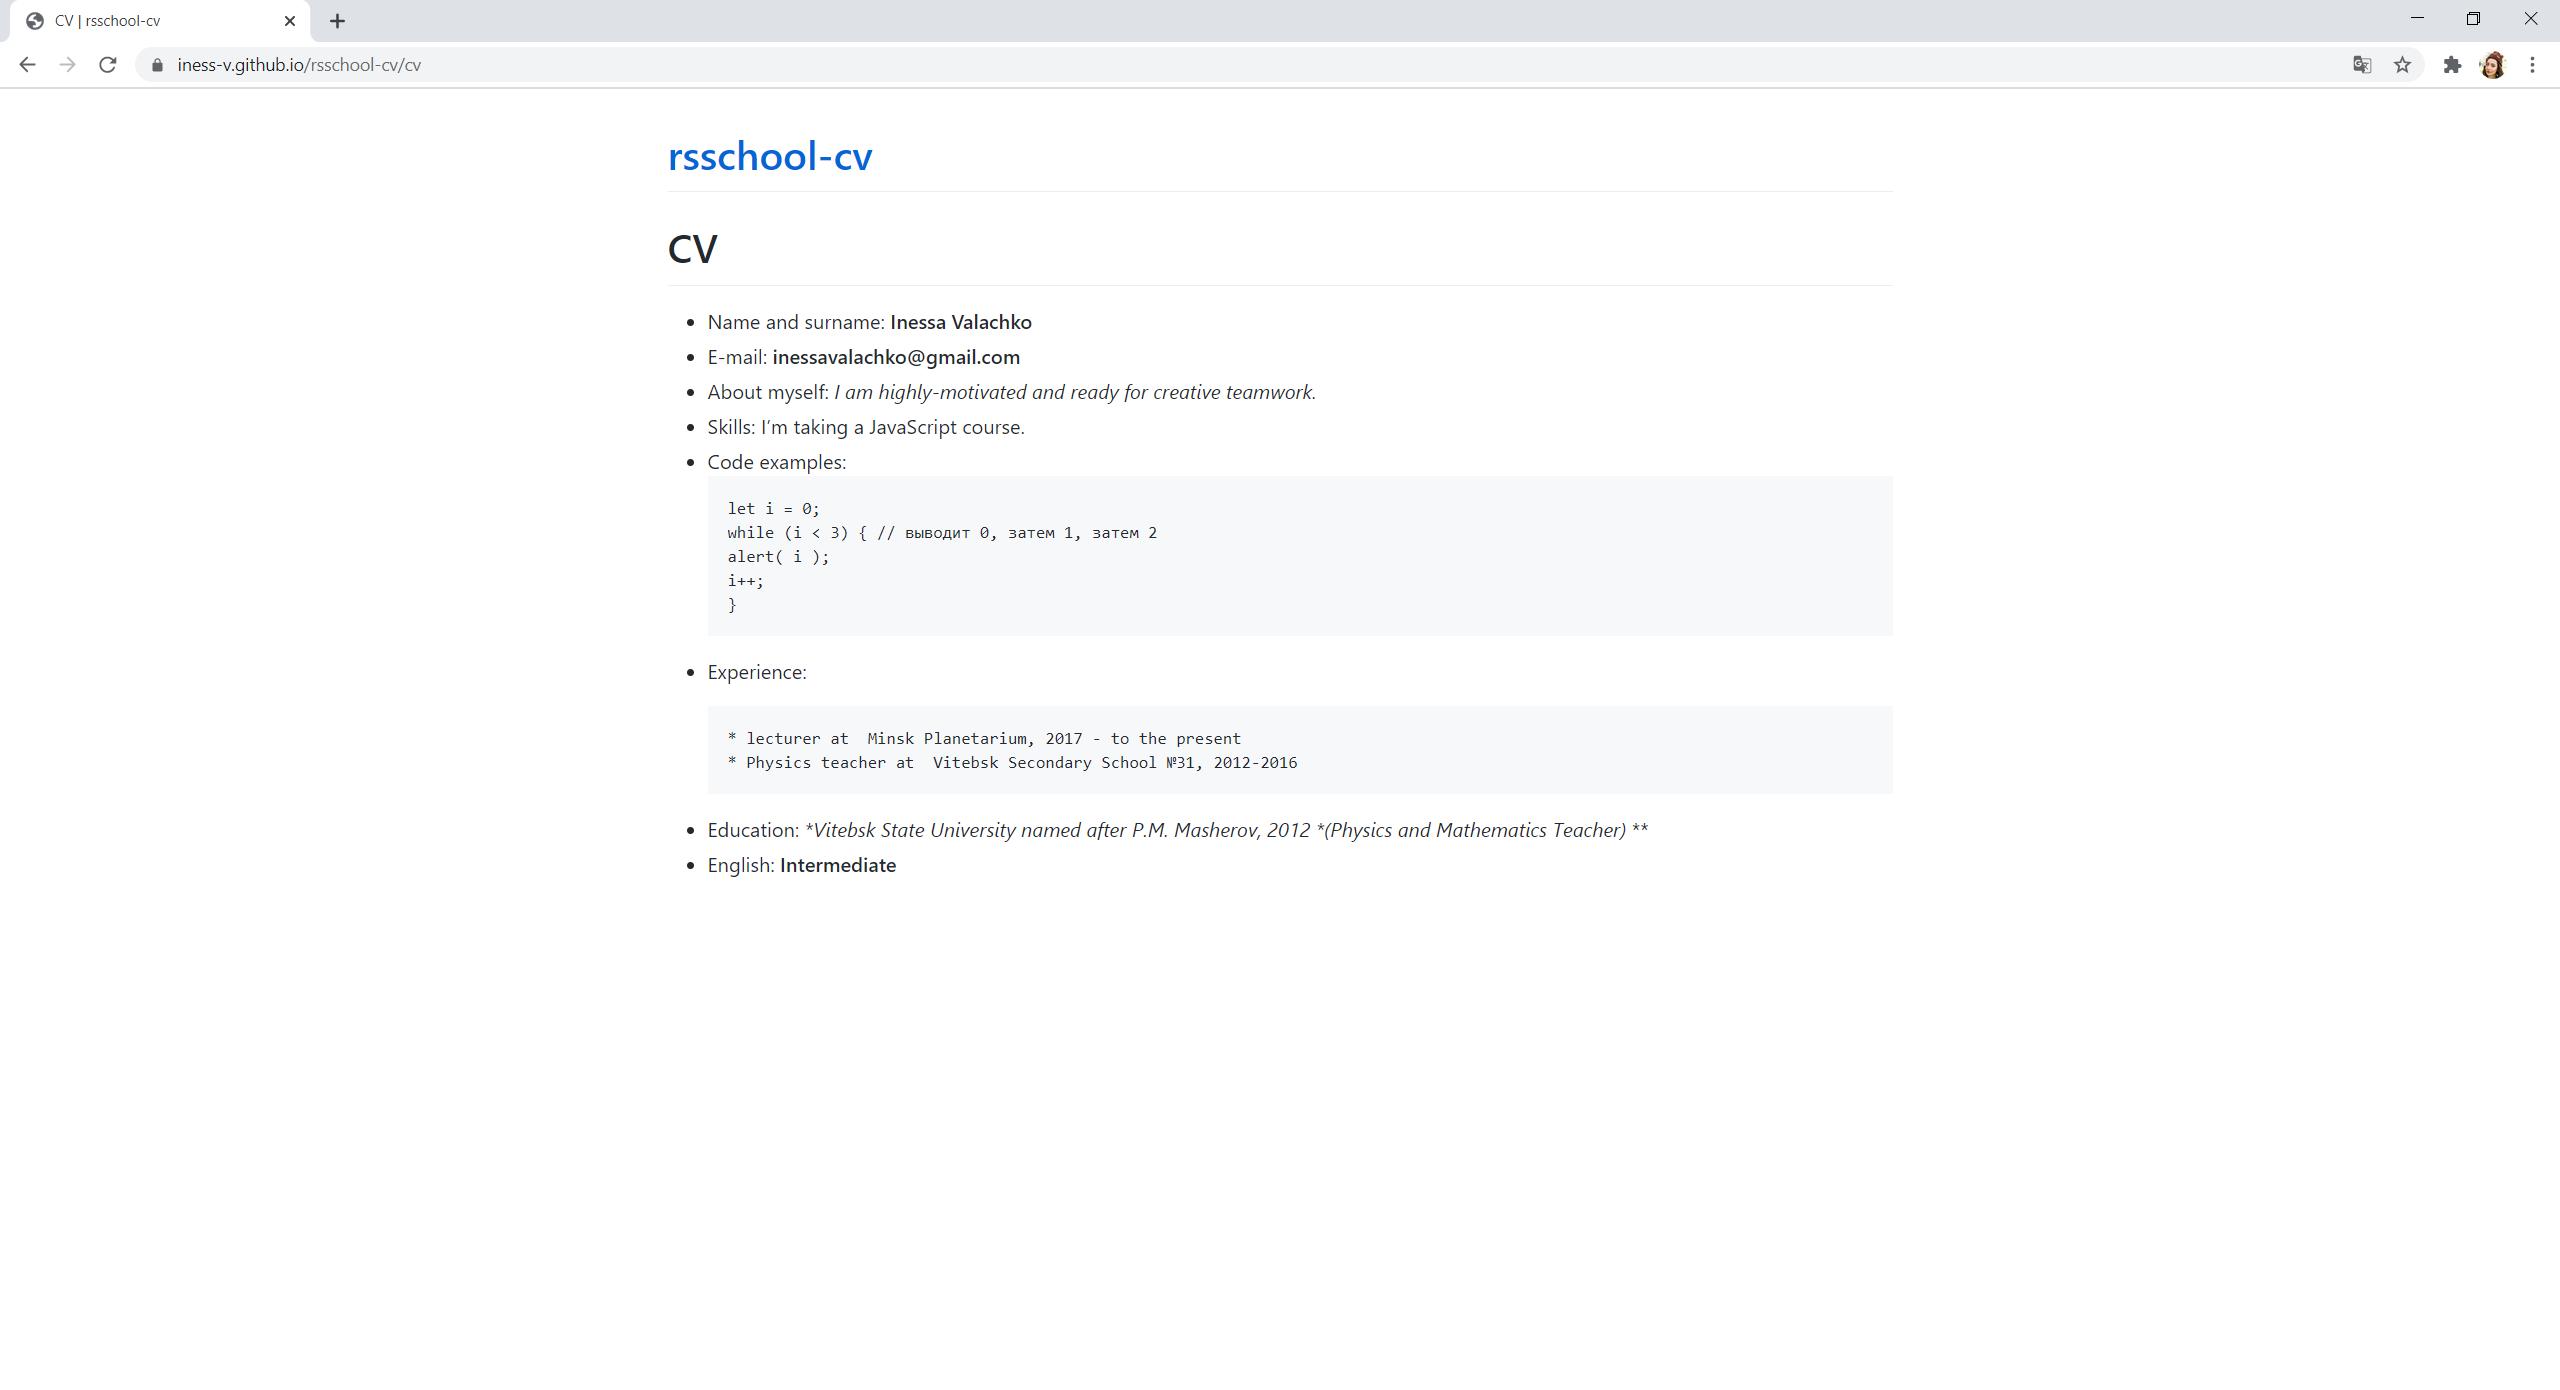 CV | rsschool-cv
iness-v.github.io/rsschool-cv/cv
rsschool-cv
CV
Name and surname: Inessa Valachko
E-mail: inessavalachko@gmail.com
About myself: I am highly-motivated and ready for creative teamwork.
Skills: I’m taking a JavaScript course.
Code examples:
let i = 0;
while (i < 3) { // выводит 0, затем 1, затем 2
alert( i );
i++;
}
Experience:
* lecturer at  Minsk Planetarium, 2017 - to the present
* Physics teacher at  Vitebsk Secondary School №31, 2012-2016
Education: *Vitebsk State University named after P.M. Masherov, 2012 *(Physics and Mathematics Teacher) **
English: Intermediate